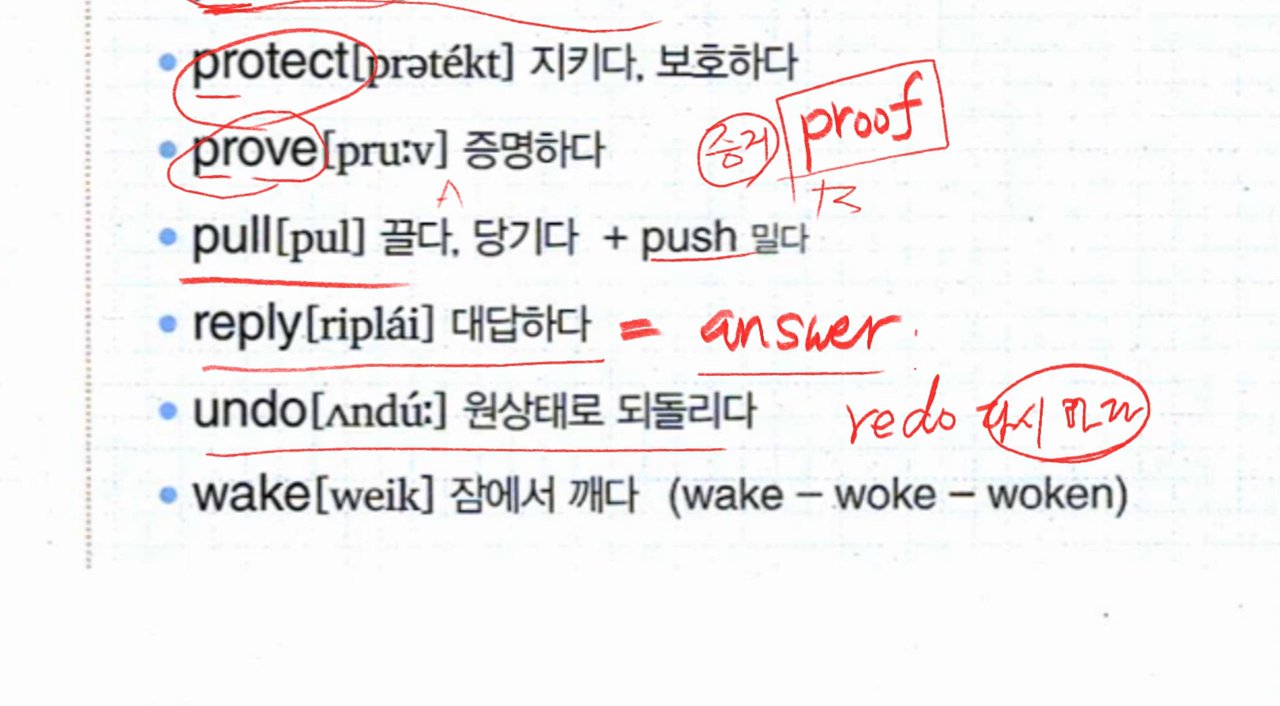 protect[prətékt] 지키다, 보호하다
prove[pru:v] 증명하다 증거 proof
pull[pul] 끌다, 당기다 + push 밀다
reply[riplái] 대답하다 = answer.
undo[ʌndú:] 원상태로 되돌리다 redo 다시 한다
wake[weik] 잠에서 깨다 (wake – woke – woken)